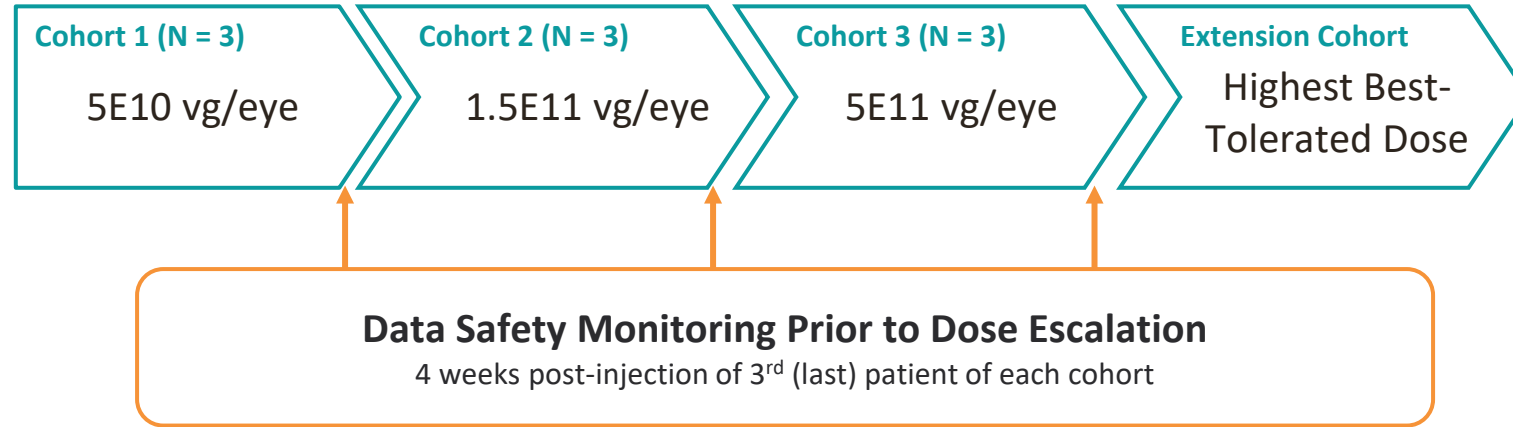 Cohort 1 (N = 3)
5E10 vg/eye
Cohort 2 (N = 3)
1.5E11 vg/eye
Cohort 3 (N = 3)
5E11 vg/eye
Extension Cohort
Highest Best-
Tolerated Dose
Data Safety Monitoring Prior to Dose Escalation
4 weeks post-injection of 3rd (last) patient of each cohort